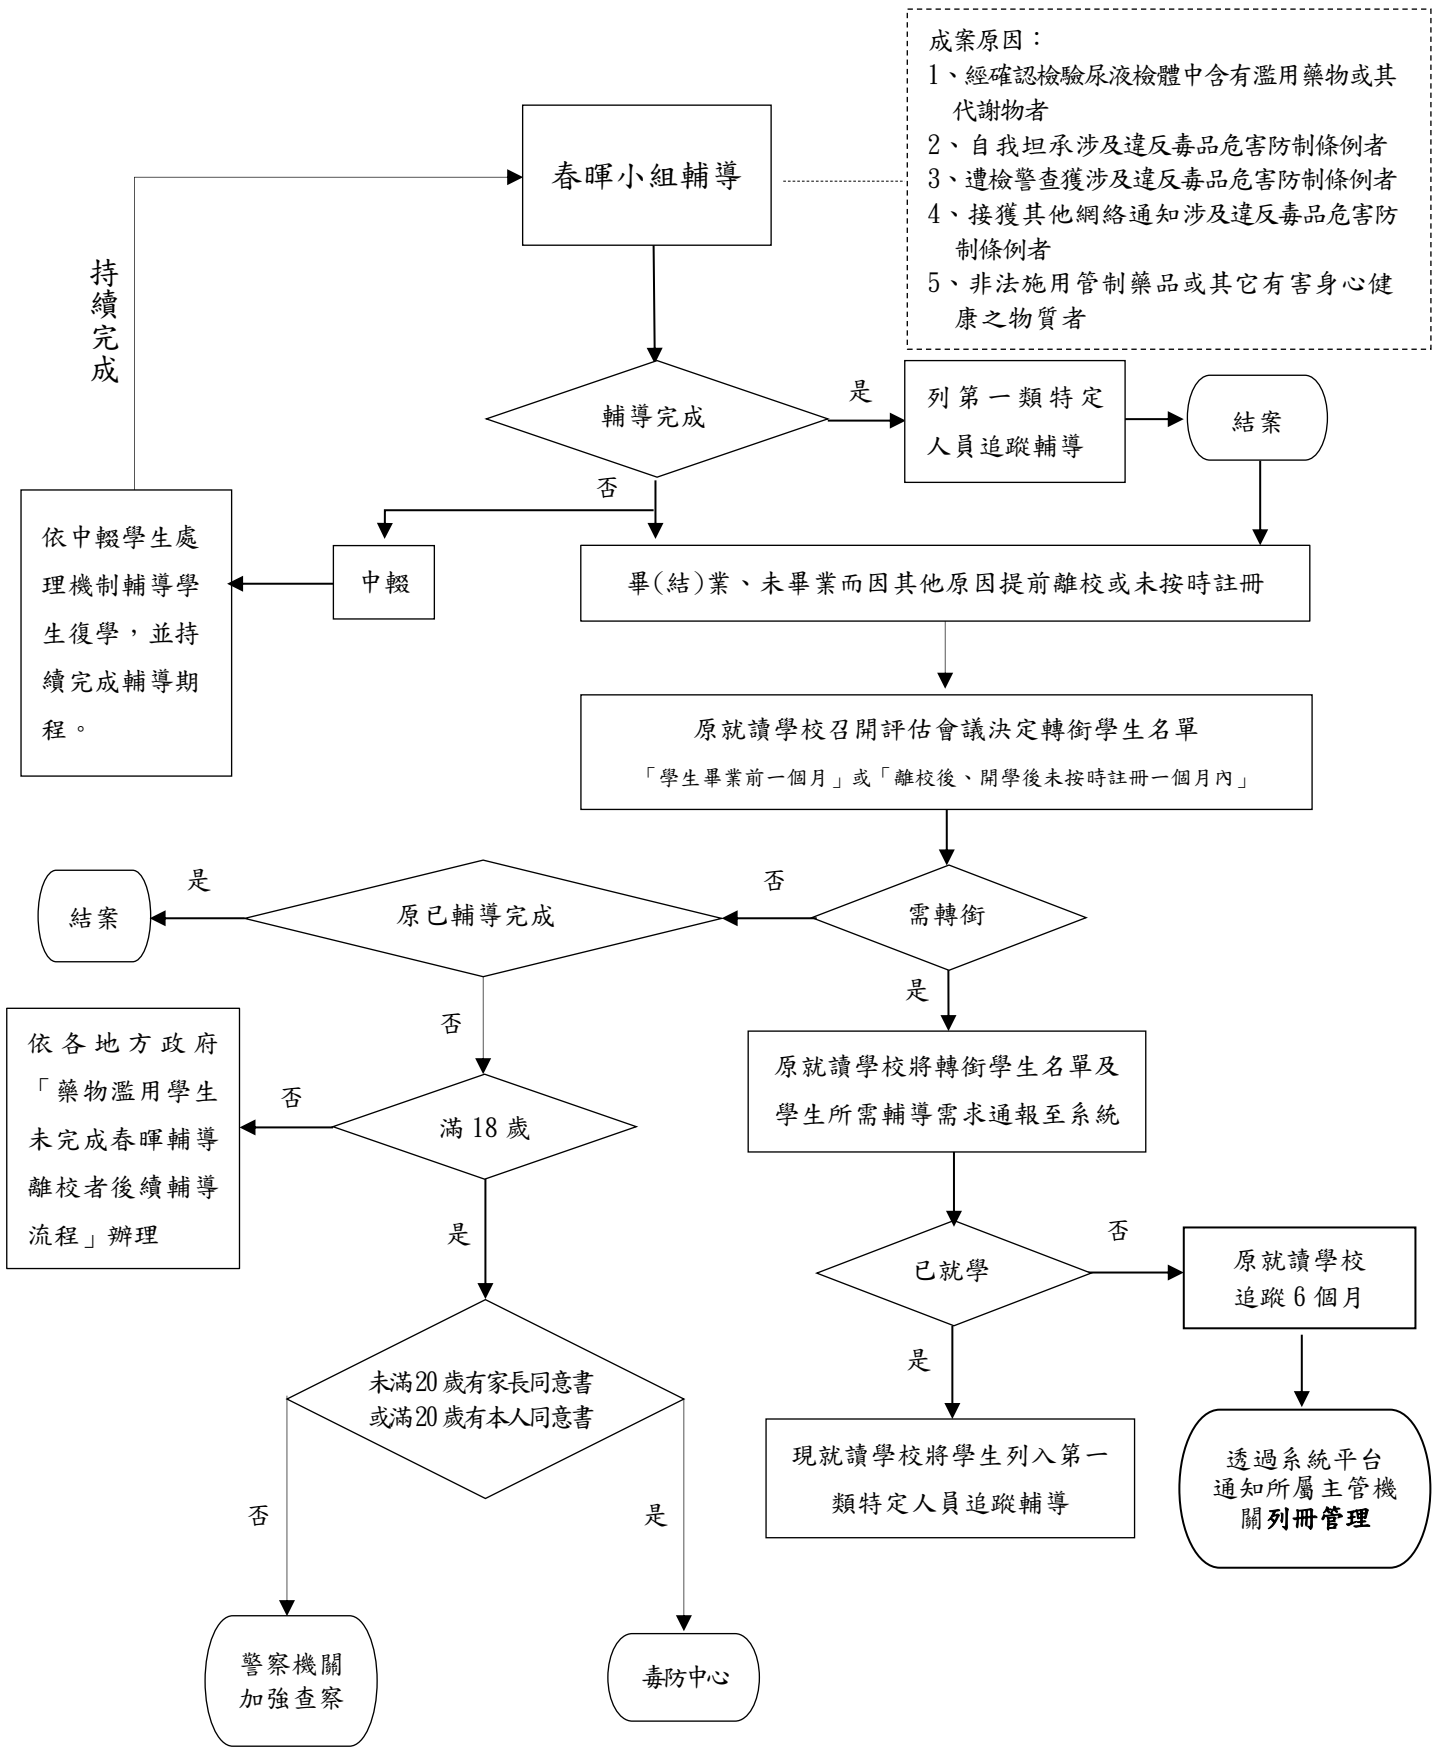 成案原因：
1、經確認檢驗尿液檢體中含有濫用藥物或其
代謝物者
2、自我坦承涉及違反毒品危害防制條例者
3、遭檢警查獲涉及違反毒品危害防制條例者
4、接獲其他網絡通知涉及違反毒品危害防
制條例者
5、非法施用管制藥品或其它有害身心健
康之物質者
春暉小組輔導
持續完成
輔導完成
是
列第一類特定
人員追蹤輔導
結案
否
依中輟學生處
理機制輔導學
生復學，並持
續完成輔導期
程。
中輟
畢(結)業、未畢業而因其他原因提前離校或未按時註冊
原就讀學校召開評估會議決定轉銜學生名單
「學生畢業前一個月」或「離校後、開學後未按時註冊一個月內」
結案
是
原已輔導完成
否
需轉銜
是
否
依各地方政府
「藥物濫用學生
未完成春暉輔導
離校者後續輔導
流程」辦理
否
滿 18 歲
原就讀學校將轉銜學生名單及
學生所需輔導需求通報至系統
是
已就學
否
原就讀學校
追蹤 6 個月
是
未滿20 歲有家長同意書
或滿20 歲有本人同意書
現就讀學校將學生列入第一
類特定人員追蹤輔導
透過系統平台
通知所屬主管機
關列冊管理
否
是
警察機關
加強查察
毒防中心